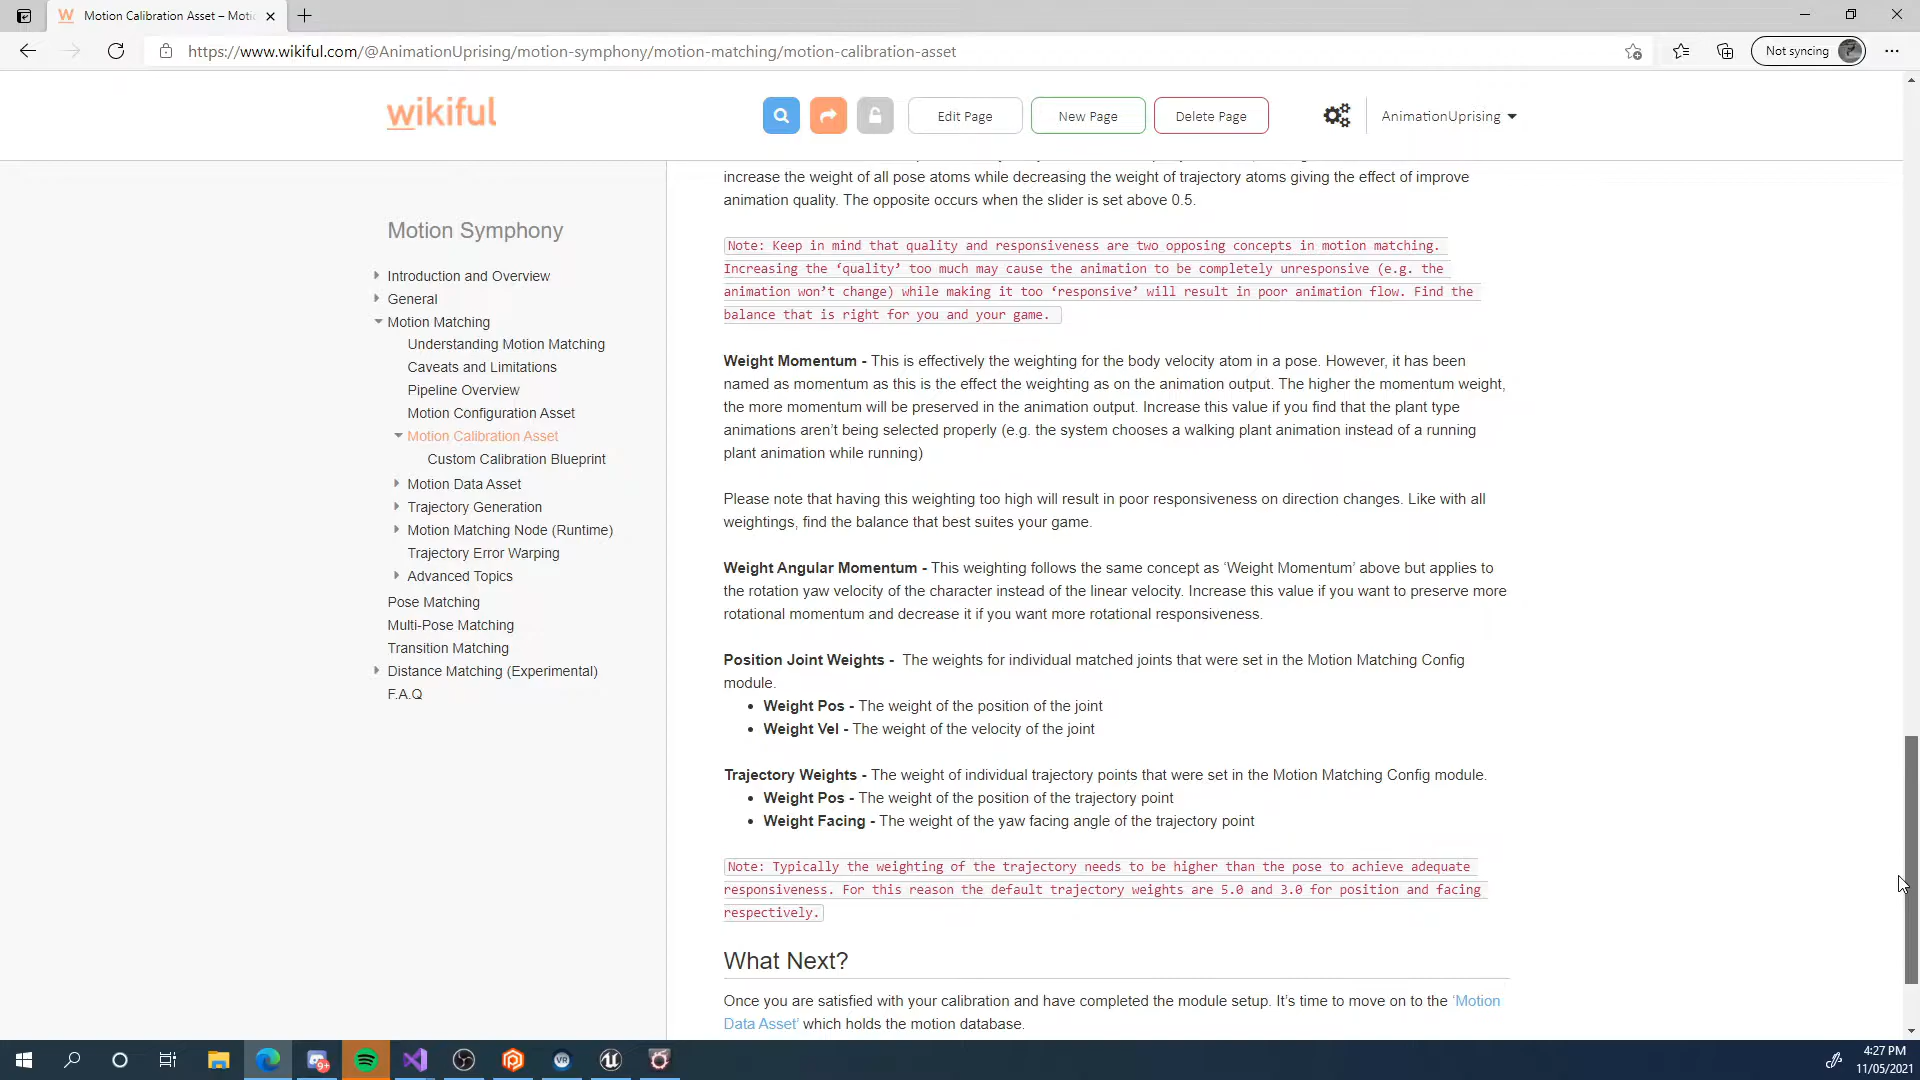 Motion Calibration Asset – Motio
https://www.wikiful.com/@AnimationUprising/motion-symphony/motion-matching/motion-calibration-asset
Not syncing
wikiful
Edit Page
New Page
Delete Page
AnimationUprising
Motion Symphony
Introduction and Overview
General
Motion Matching
Understanding Motion Matching
Caveats and Limitations
Pipeline Overview
Motion Configuration Asset
Motion Calibration Asset
Custom Calibration Blueprint
Motion Data Asset
Trajectory Generation
Motion Matching Node (Runtime)
Trajectory Error Warping
Advanced Topics
Pose Matching
Multi-Pose Matching
Transition Matching
Distance Matching (Experimental)
F.A.Q
increase the weight of all pose atoms while decreasing the weight of trajectory atoms giving the effect of improve
animation quality. The opposite occurs when the slider is set above 0.5.
Note: Keep in mind that quality and responsiveness are two opposing concepts in motion matching.
Increasing the ‘quality’ too much may cause the animation to be completely unresponsive (e.g. the
animation won’t change) while making it too ‘responsive’ will result in poor animation flow. Find the
balance that is right for you and your game.
Weight Momentum - This is effectively the weighting for the body velocity atom in a pose. However, it has been
named as momentum as this is the effect the weighting as on the animation output. The higher the momentum weight,
the more momentum will be preserved in the animation output. Increase this value if you find that the plant type
animations aren’t being selected properly (e.g. the system chooses a walking plant animation instead of a running
plant animation while running)
Please note that having this weighting too high will result in poor responsiveness on direction changes. Like with all
weightings, find the balance that best suites your game.
Weight Angular Momentum - This weighting follows the same concept as ‘Weight Momentum’ above but applies to
the rotation yaw velocity of the character instead of the linear velocity. Increase this value if you want to preserve more
rotational momentum and decrease it if you want more rotational responsiveness.
Position Joint Weights - The weights for individual matched joints that were set in the Motion Matching Config
module.
• Weight Pos - The weight of the position of the joint
• Weight Vel - The weight of the velocity of the joint
Trajectory Weights - The weight of individual trajectory points that were set in the Motion Matching Config module.
• Weight Pos - The weight of the position of the trajectory point
• Weight Facing - The weight of the yaw facing angle of the trajectory point
Note: Typically the weighting of the trajectory needs to be higher than the pose to achieve adequate
responsiveness. For this reason the default trajectory weights are 5.0 and 3.0 for position and facing
respectively.
What Next?
Once you are satisfied with your calibration and have completed the module setup. It’s time to move on to the ‘Motion
Data Asset’ which holds the motion database.
9+
VR
4:27 PM
11/05/2021